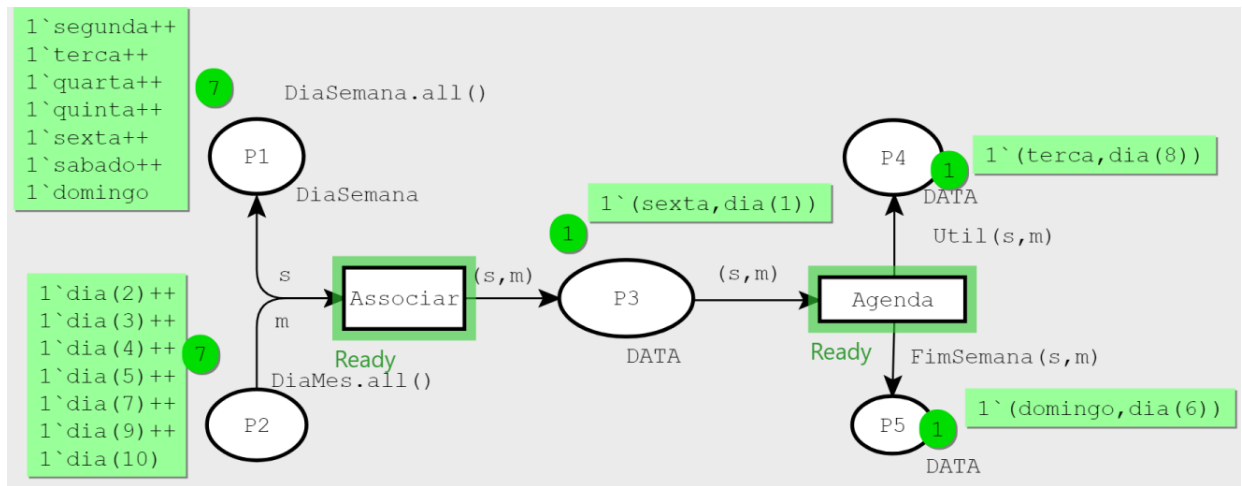 1`segunda++
1`terca++
1`quarta++
1`quinta++
1`sexta++
1`sabado++
1`domingo
7
DiaSemana.all()
P1
DiaSemana
1`dia(2)++
1`dia(3)++
1`dia(4)++
1`dia(5)++
1`dia(7)++
1`dia(9)++
1`dia(10)
7
DiaMes.all()
P2
s
m
Associar
Ready
(s,m)
1`(sexta,dia(1))
1
P3
DATA
(s,m)
Agenda
Ready
P4
1
1`(terca,dia(8))
DATA
Util(s,m)
FimSemana(s,m)
P5
1
1`(domingo,dia(6))
DATA